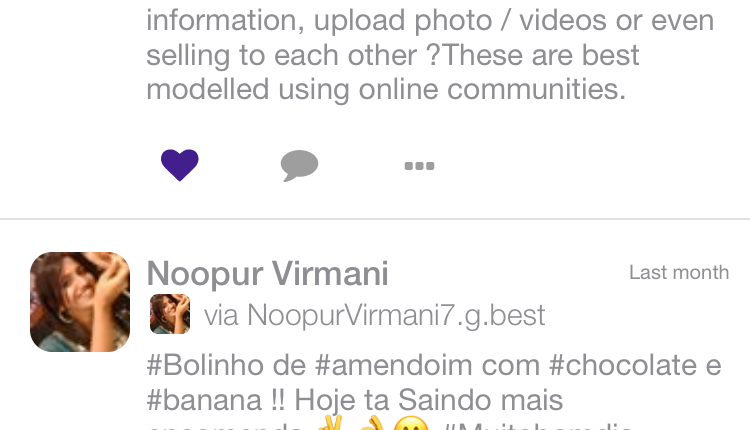 information, upload photo / videos or even
selling to each other ?These are best
modelled using online communities.
Noopur Virmani
Last month
via NoopurVirmani7.g.best
#Bolinho de #amendoim com #chocolate e
#banana !! Hoje ta Saindo mais